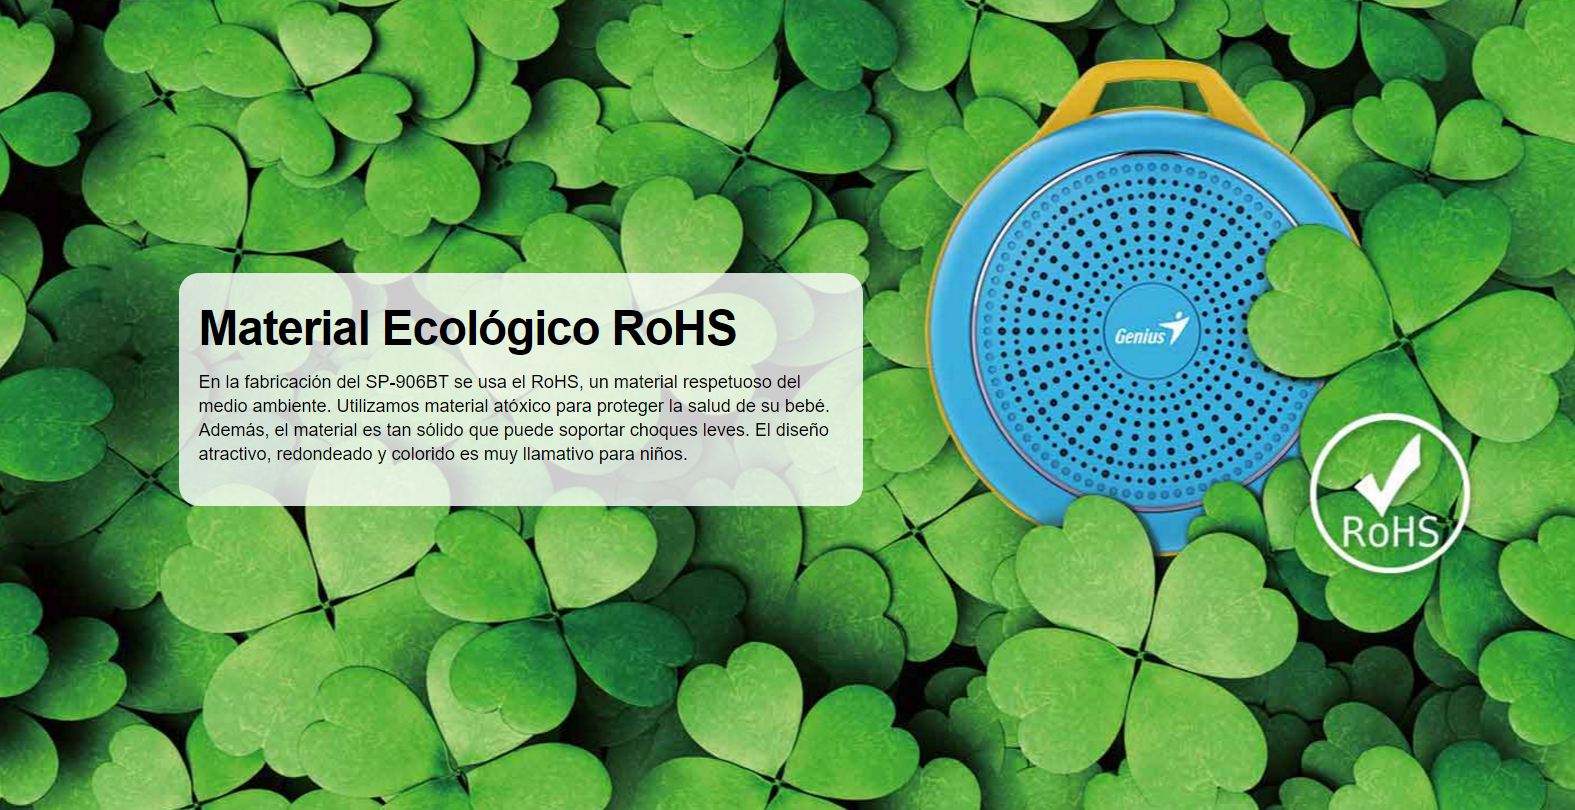 Material Ecológico RoHS
En la fabricación del SP-906BT se usa el RoHS, un material respetuoso del
medio ambiente. Utilizamos material atóxico para proteger la salud de su bebé.
Además, el material es tan sólido que puede soportar choques leves. El diseño
atractivo, redondeado y colorido es muy llamativo para niños.
Genius
RoHS